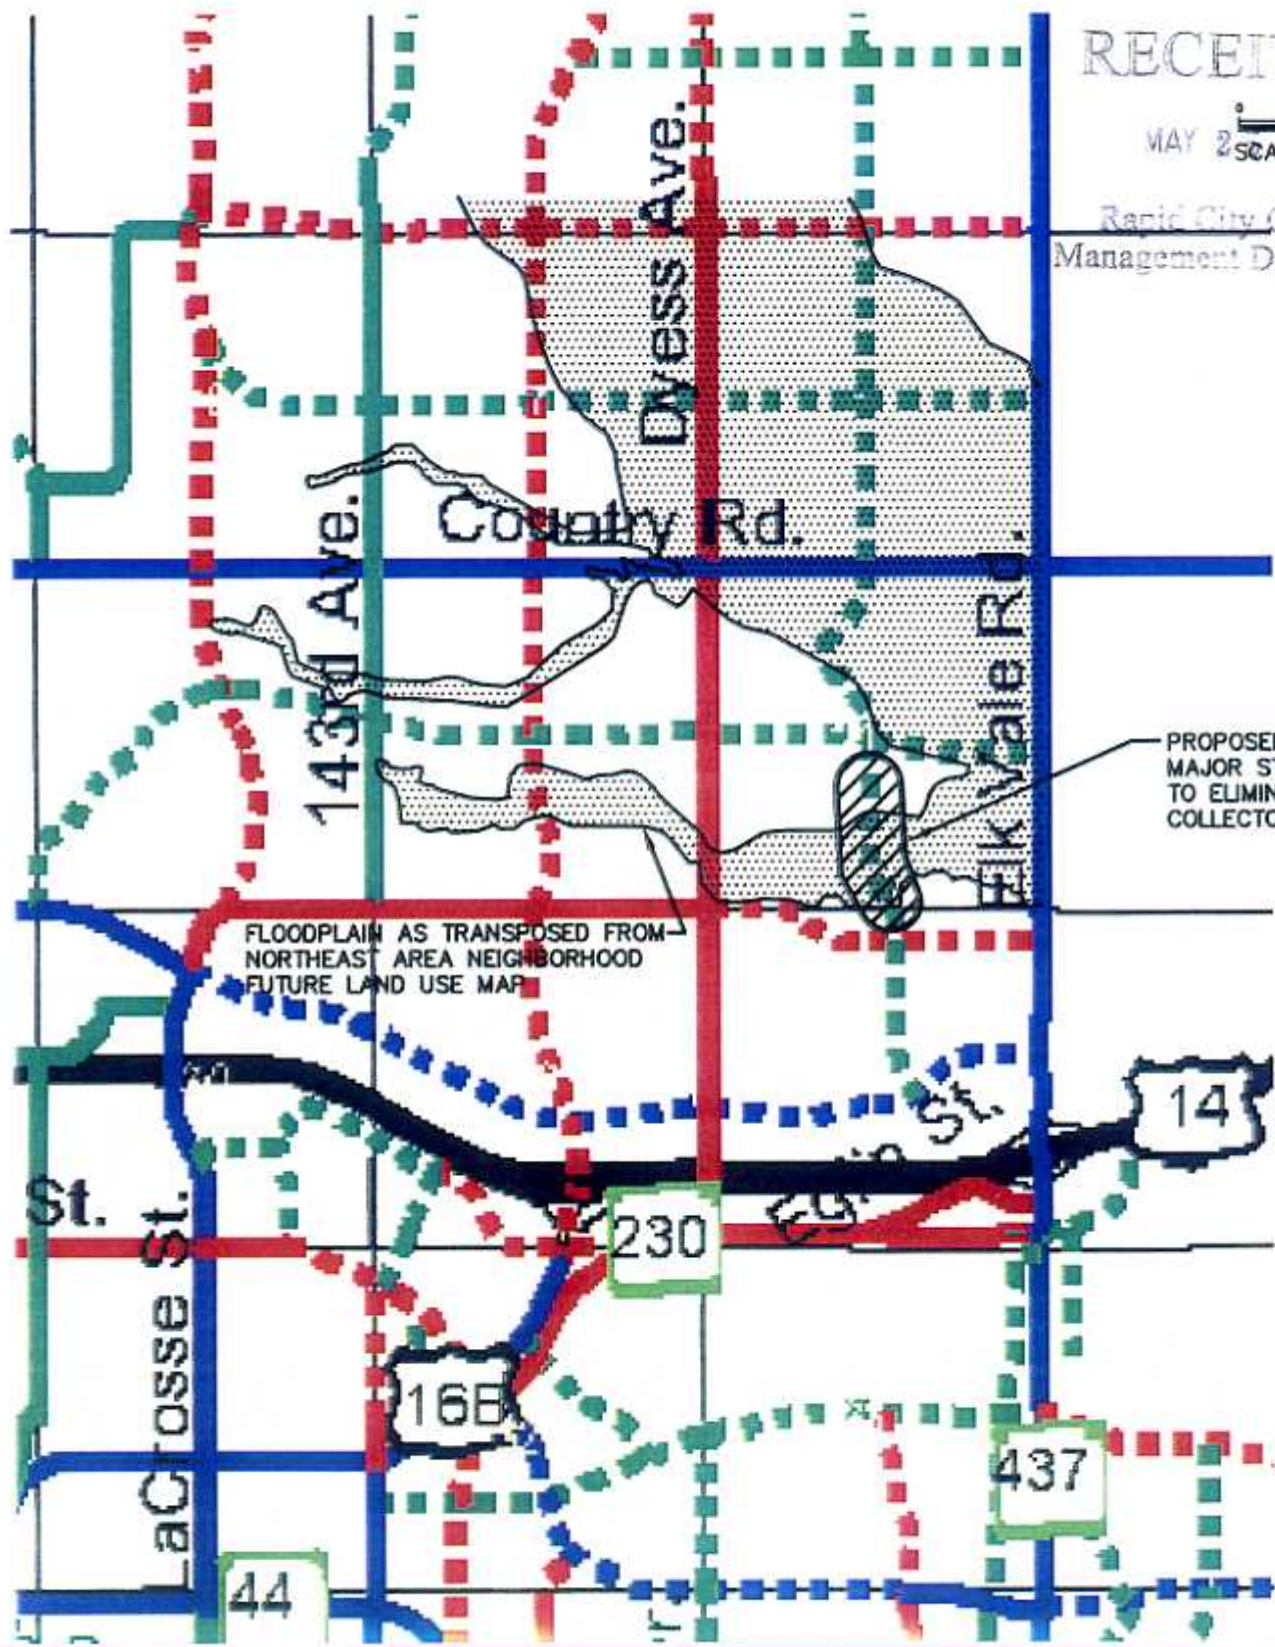 RECEI
MAY 2
SCA
Rapid City
Management D
Dyess Ave.
Country Rd.
143rd Ave.
Elk Vale Rd.
PROPOSE
MAJOR ST
TO ELIMIN
COLLECTO
FLOODPLAIN AS TRANSPOSED FROM
NORTHEAST AREA NEIGHBORHOOD
FUTURE LAND USE MAP
14
St.
St.
230
LaCrosse St.
16B
437
44